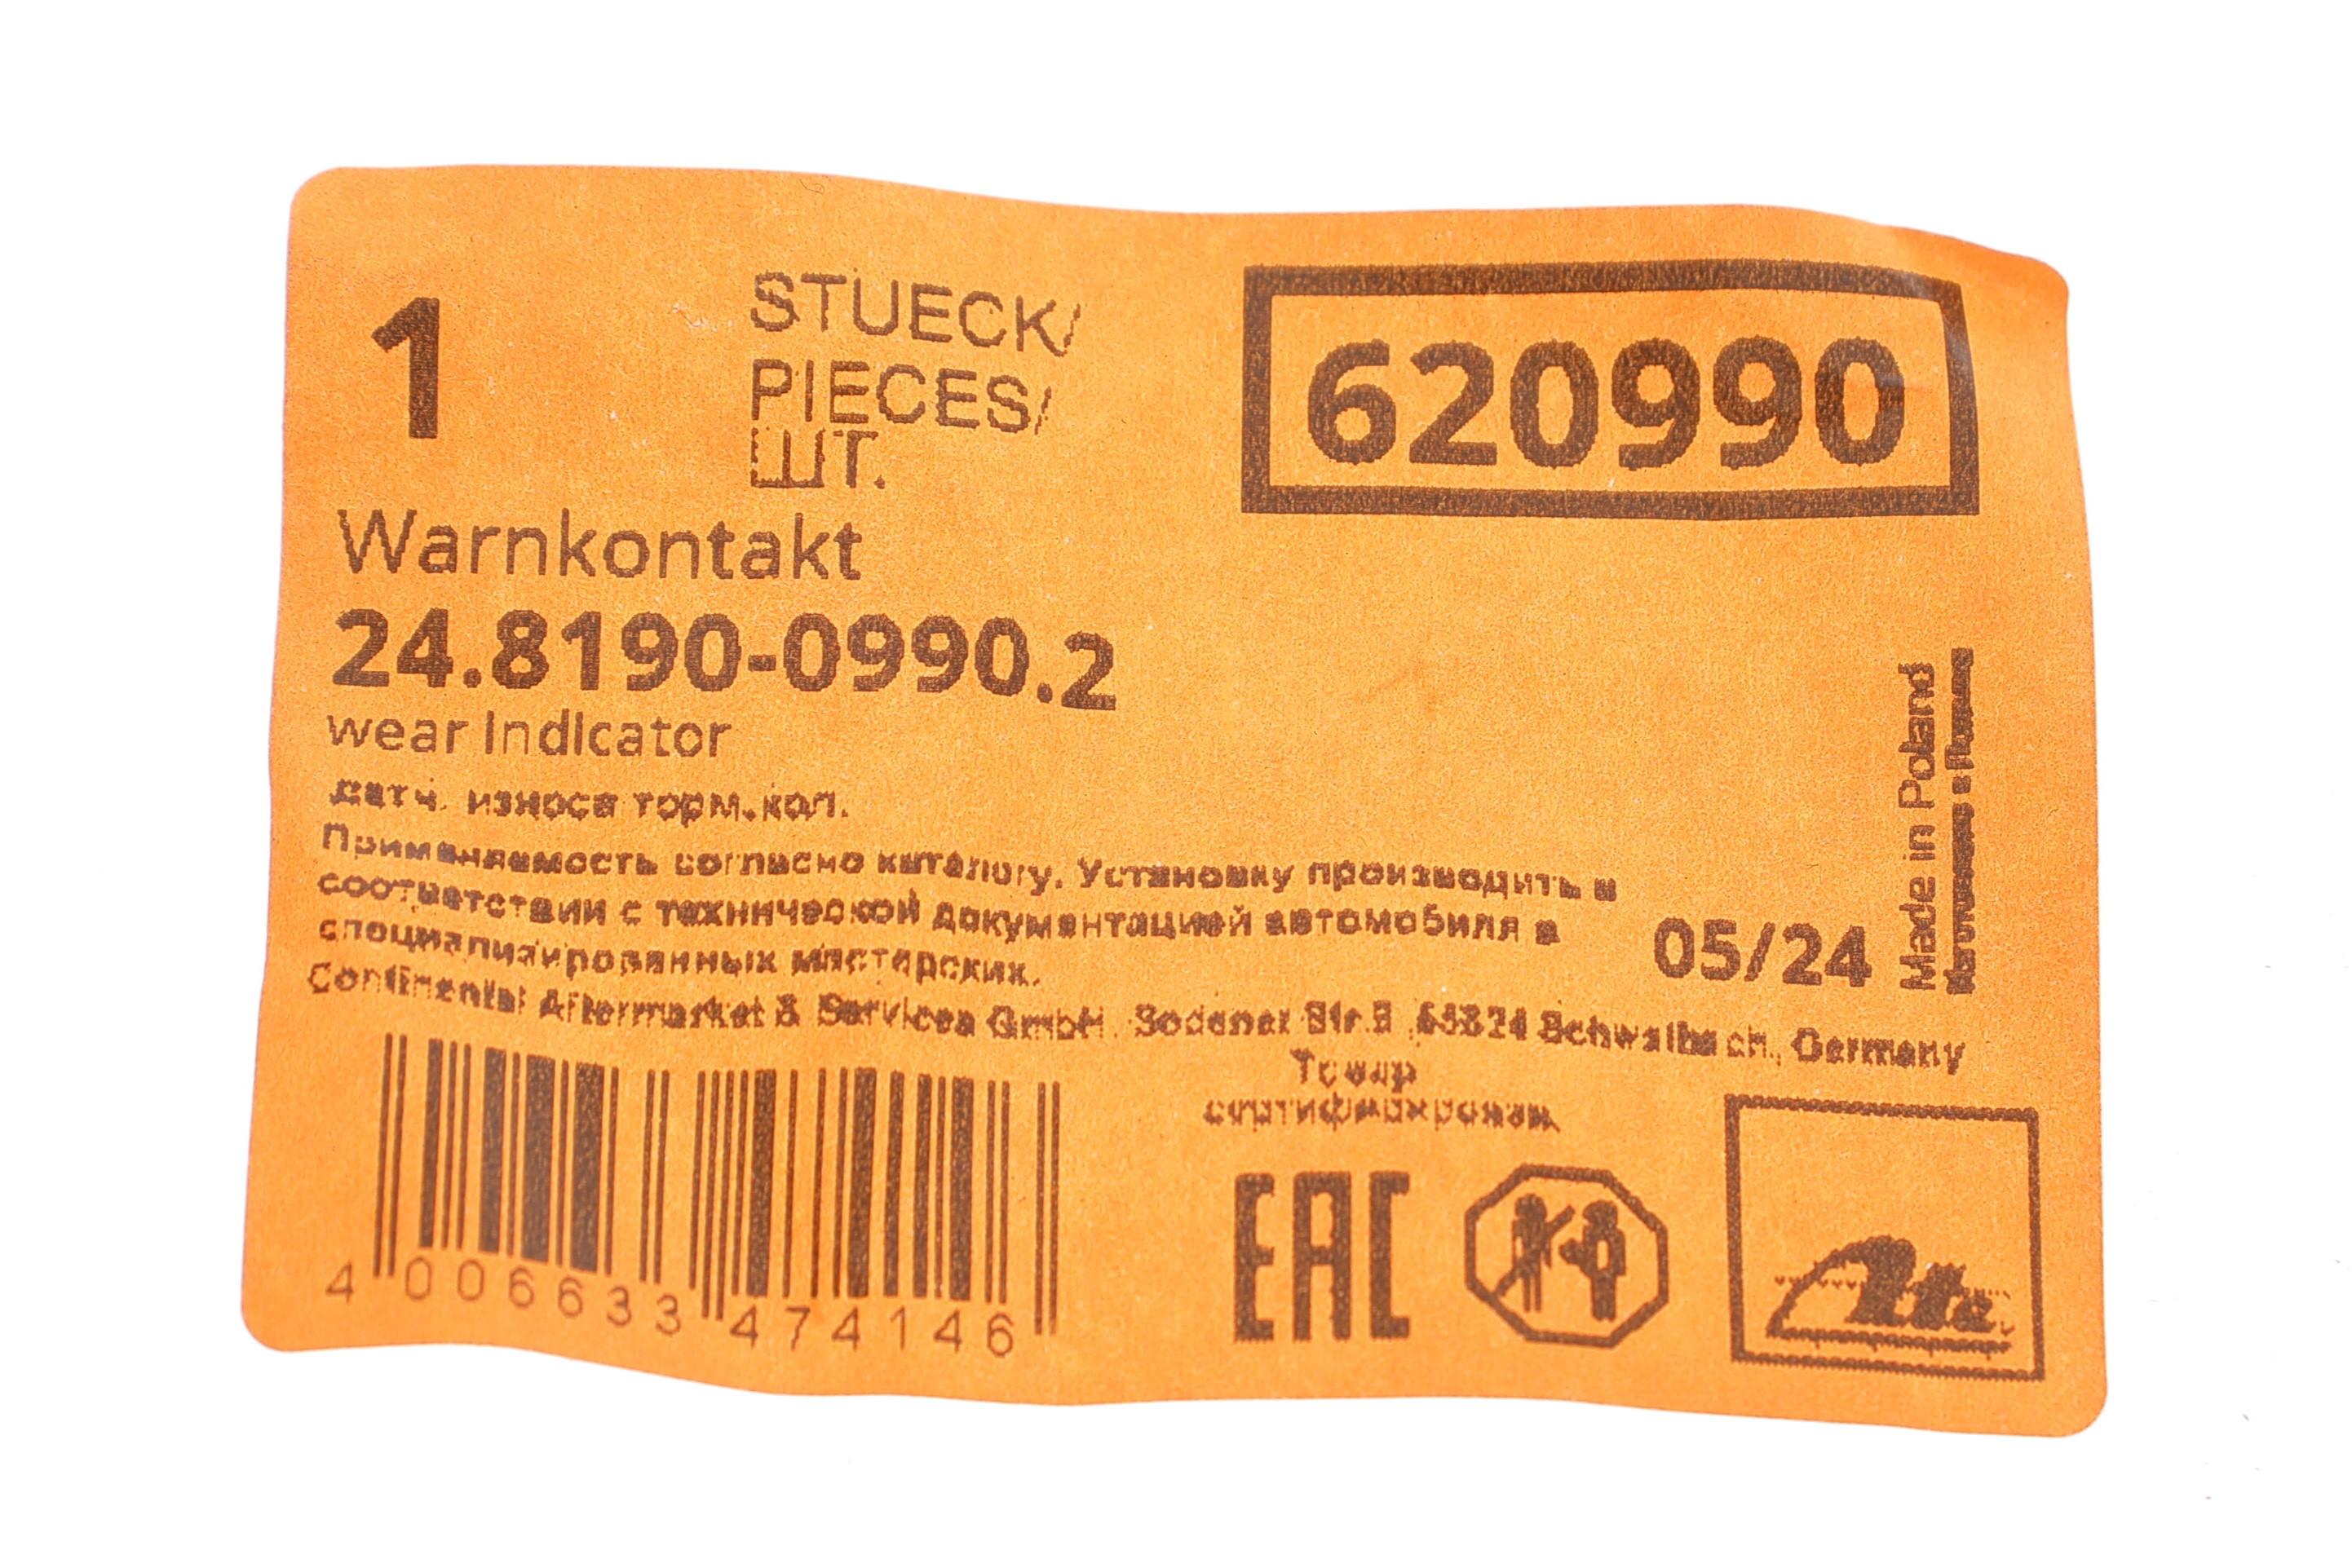 1
STUECK/
PIECES/
ШТ.
620990
Warnkontakt
24.8190-0990.2
wear indicator
датч. износа торм.кол.
Применяемость согласно каталогу. Установку производить в
соответствии с технической документацией автомобиля в
специализированных мастерских.
05/24
Made in Poland
Continental Aftermarket & Services GmbH. Sodener Str.9 ,65824 Schwalbach., Germany
Товар
сертифицирован
4 006633 474146
EAC
Ate